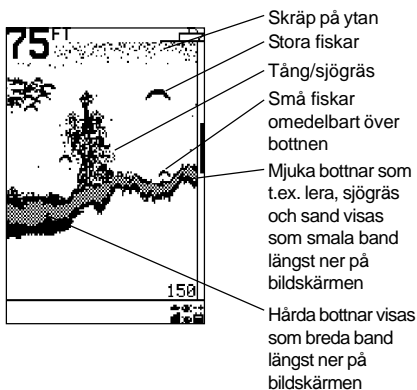 75 FT
Skräp på ytan
Stora fiskar
Tång/sjögräs
Små fiskar
omedelbart över
bottnen
Mjuka bottnar som
t.ex. lera, sjögräs
och sand visas
som smala band
längst ner på
bildskärmen
150
Hårda bottnar visas
som breda band
längst ner på
bildskärmen